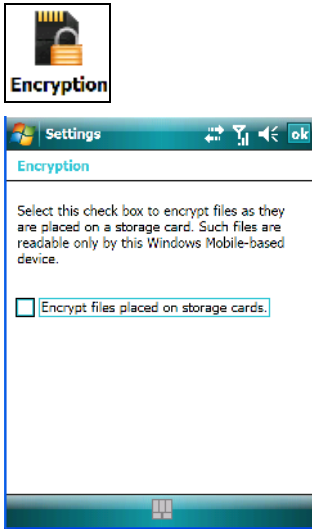 Encryption
Settings ok
Encryption
Select this check box to encrypt files as they
are placed on a storage card. Such files are
readable only by this Windows Mobile-based
device.
Encrypt files placed on storage cards.